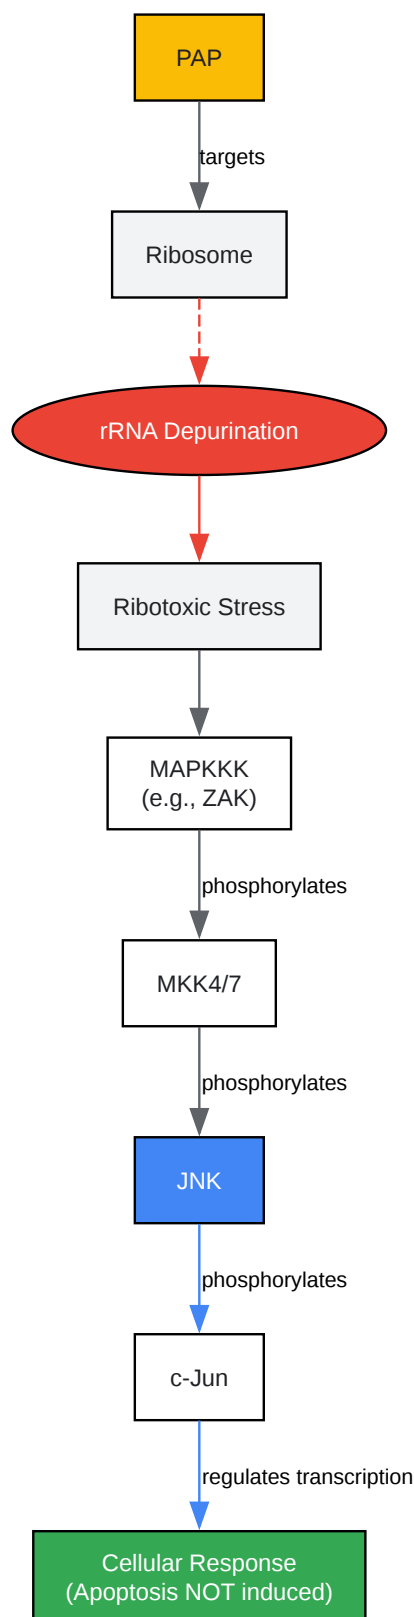 PAP
targets
Ribosome
rRNA Depurination
Ribotoxic Stress
MAPKKK
(e.g., ZAK)
phosphorylates
MKK4/7
phosphorylates
JNK
phosphorylates
c-Jun
regulates transcription
Cellular Response
(Apoptosis NOT induced)